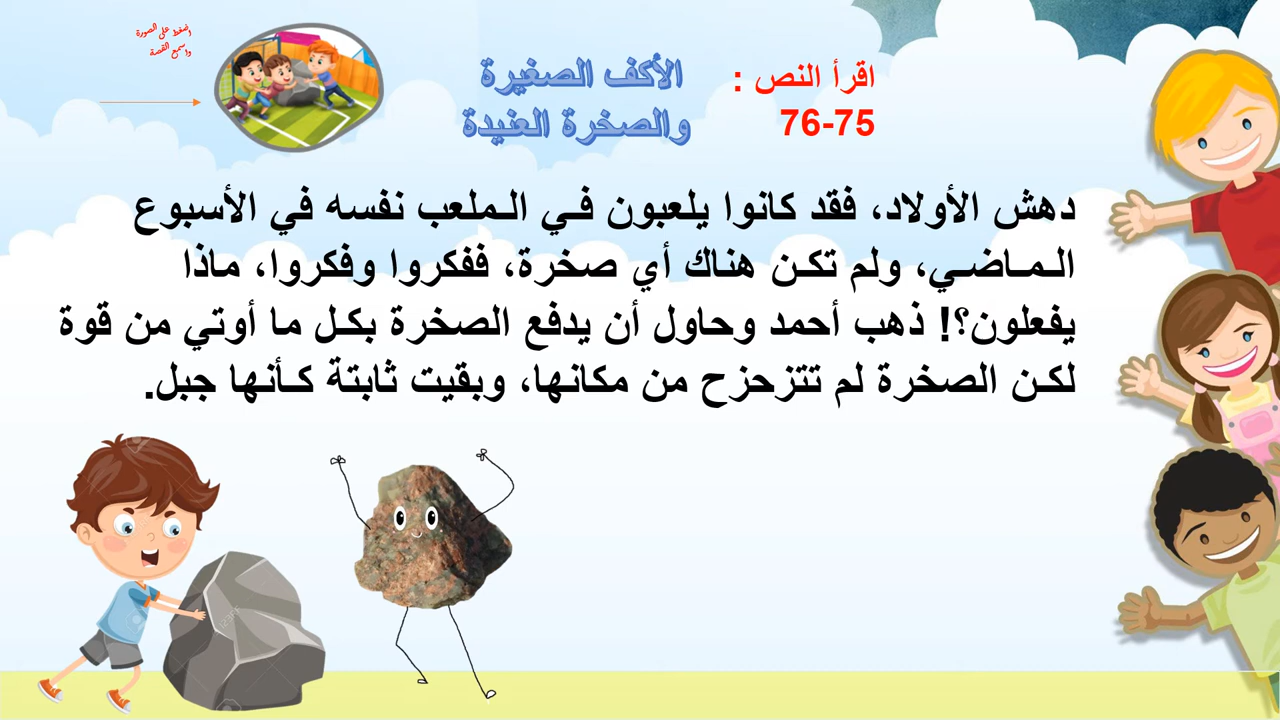 اقرأ النص :
75-76
الأكف الصغيرة
والصخرة العنيدة
اضغط على الصورة
واسمع القصة
دهش الأولاد، فقد كانوا يلعبون في الملعب نفسه في الأسبوع
الماضي، ولم تكن هناك أي صخرة، ففكروا وفكروا، ماذا
يفعلون؟! ذهب أحمد وحاول أن يدفع الصخرة بكل ما أوتي من قوة
لكن الصخرة لم تتزحزح من مكانها، وبقيت ثابتة كأنها جبل.